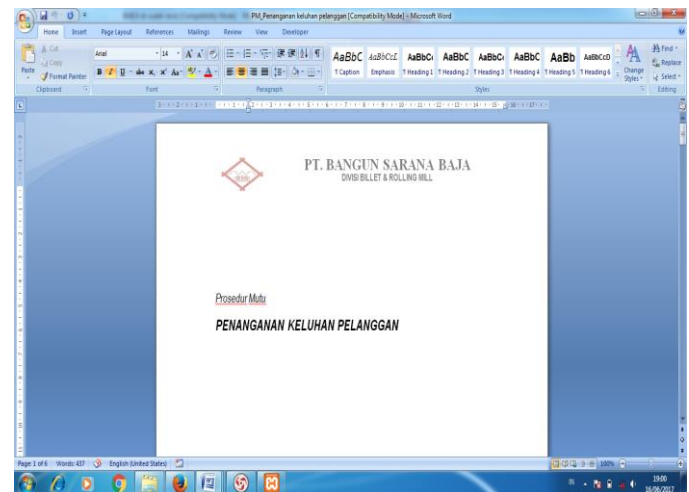 PM_Penanganan keluhan pelanggan [Compatibility Mode] - Microsoft Word
Home Insert Page Layout References Mailings Review View Developer
Cut
Copy
Format Painter
Paste
Arial 14
AaBbC AaBbCcL AaBbCc AaBbC AaBbCc AaBbC AaBb AaBbCcD
¶ Caption Emphasis ¶ Heading 1 ¶ Heading 2 ¶ Heading 3 ¶ Heading 4 ¶ Heading 5 ¶ Heading 6
Change Styles
Find
Replace
Select
Clipboard Font Paragraph Styles Editing
PT. BANGUN SARANA BAJA
DIVISI BILLET & ROLLING MILL
Prosedur Mutu
PENANGANAN KELUHAN PELANGGAN
Page: 1 of 6 Words: 437 English (United States) 100%
19:00
16/06/2017